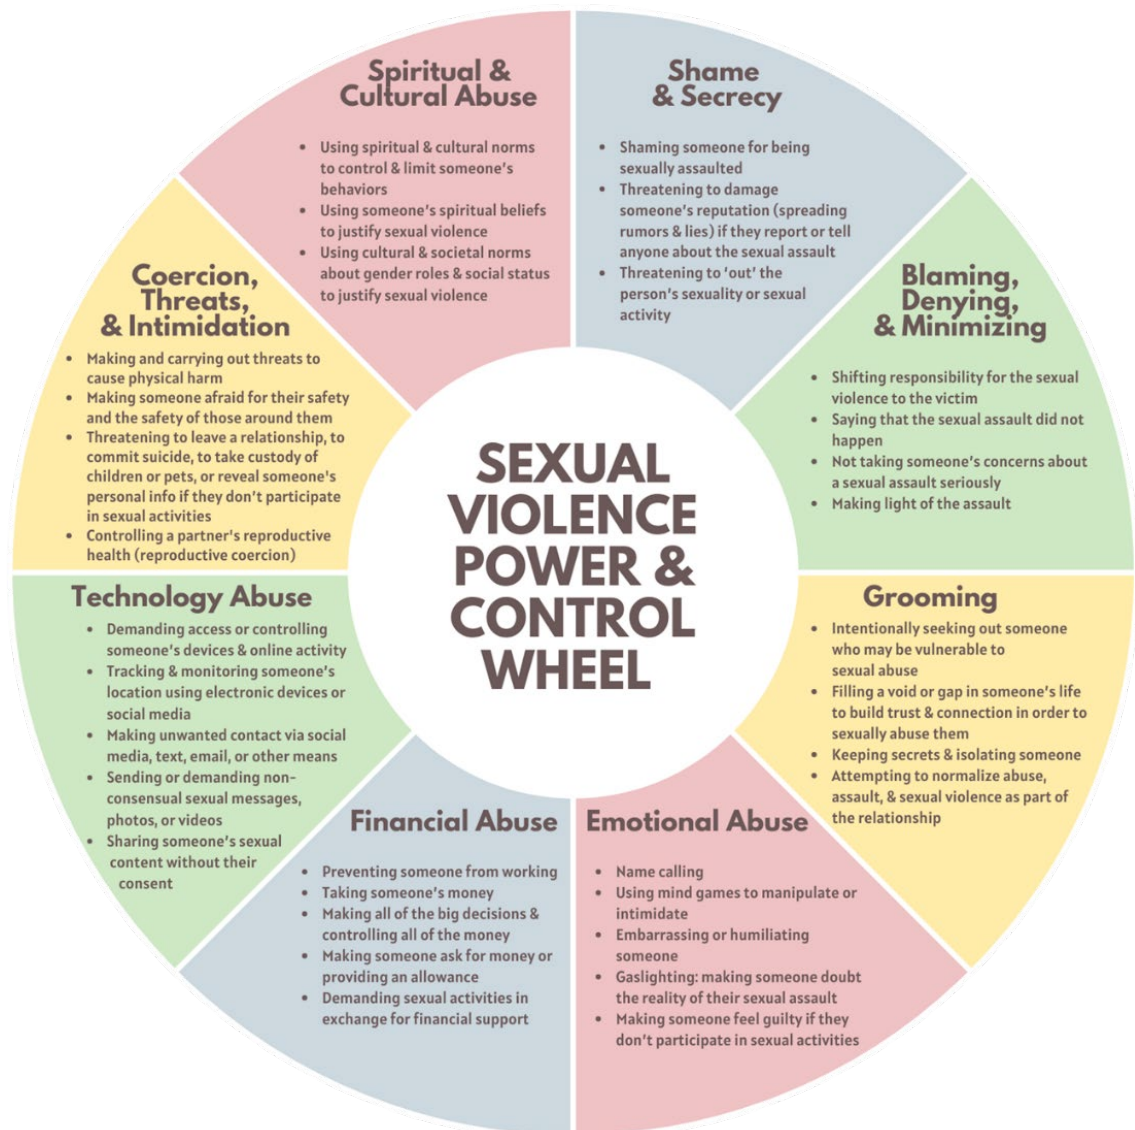 SEXUAL
VIOLENCE
POWER &
CONTROL
WHEEL
Shame
& Secrecy
• Shaming someone for being
sexually assaulted
• Threatening to damage
someone's reputation (spreading
rumors & lies) if they report or tell
anyone about the sexual assault
• Threatening to 'out' the
person's sexuality or sexual
activity
Blaming,
Denying,
& Minimizing
• Shifting responsibility for the sexual
violence to the victim
• Saying that the sexual assault did not
happen
• Not taking someone's concerns about
a sexual assault seriously
• Making light of the assault
Grooming
• Intentionally seeking out someone
who may be vulnerable to
sexual abuse
• Filling a void or gap in someone's life
to build trust & connection in order to
sexually abuse them
• Keeping secrets & isolating someone
• Attempting to normalize abuse,
assault, & sexual violence as part of
the relationship
Emotional Abuse
• Name calling
• Using mind games to manipulate or
intimidate
• Embarrassing or humiliating
someone
• Gaslighting: making someone doubt
the reality of their sexual assault
• Making someone feel guilty if they
don't participate in sexual activities
Financial Abuse
• Preventing someone from working
• Taking someone's money
• Making all of the big decisions &
controlling all of the money
• Making someone ask for money or
providing an allowance
• Demanding sexual activities in
exchange for financial support
Technology Abuse
• Demanding access or controlling
someone's devices & online activity
• Tracking & monitoring someone's
location using electronic devices or
social media
• Making unwanted contact via social
media, text, email, or other means
• Sending or demanding non-
consensual sexual messages,
photos, or videos
• Sharing someone's sexual
content without their
consent
Coercion,
Threats,
& Intimidation
• Making and carrying out threats to
cause physical harm
• Making someone afraid for their safety
and the safety of those around them
• Threatening to leave a relationship, to
commit suicide, to take custody of
children or pets, or reveal someone's
personal info if they don't participate
in sexual activities
• Controlling a partner's reproductive
health (reproductive coercion)
Spiritual &
Cultural Abuse
• Using spiritual & cultural norms
to control & limit someone's
behaviors
• Using someone's spiritual beliefs
to justify sexual violence
• Using cultural & societal norms
about gender roles & social status
to justify sexual violence